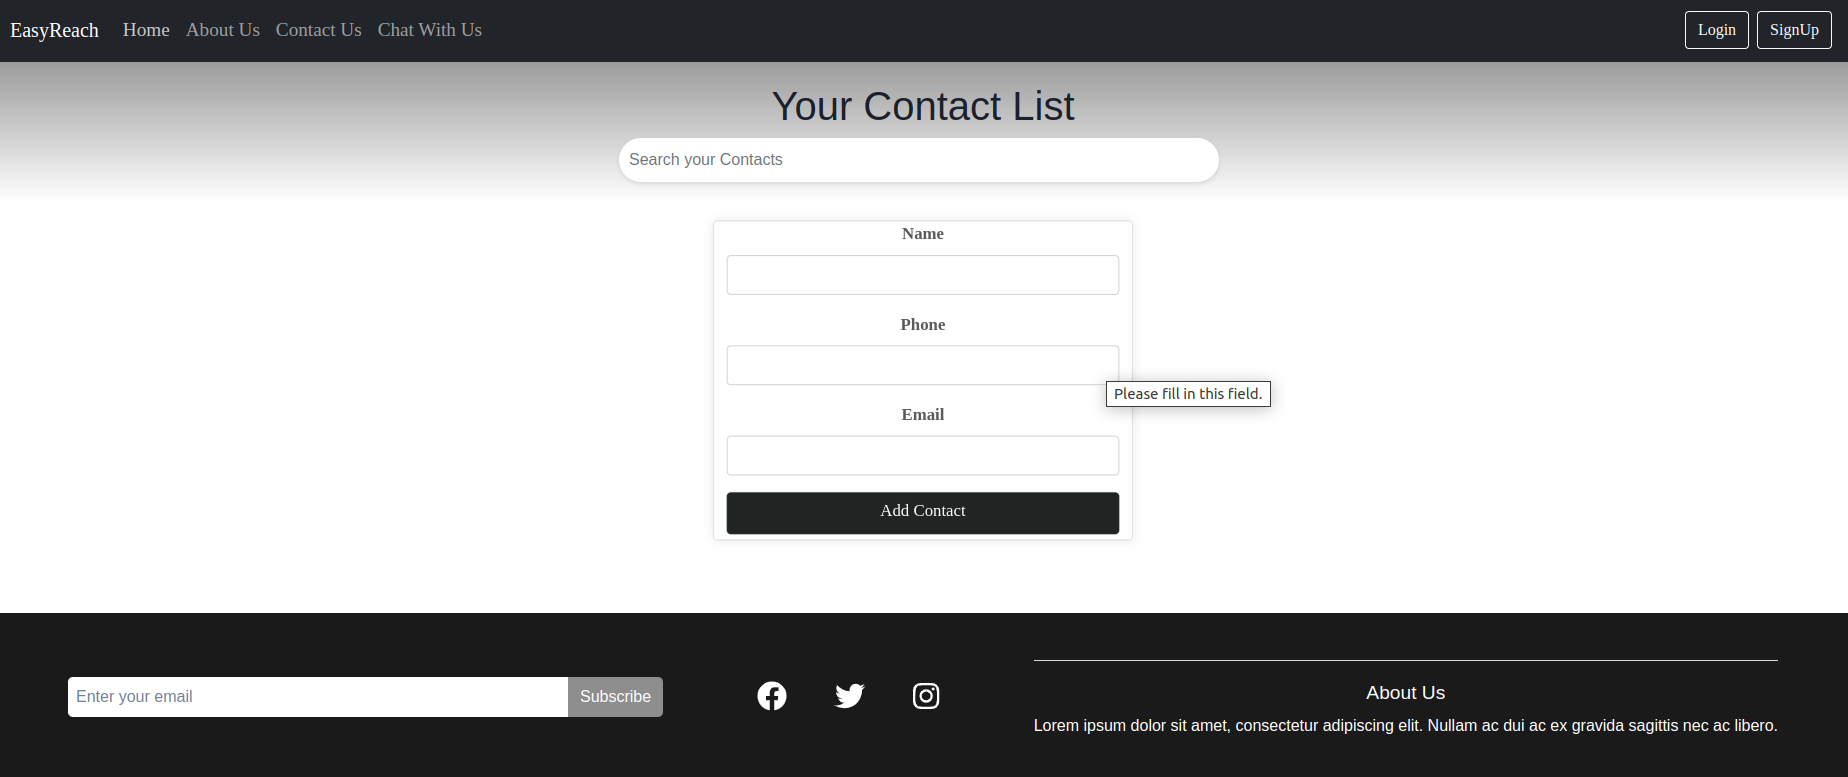 EasyReach Home About Us Contact Us Chat With Us Login SignUp
Your Contact List
Search your Contacts
Name
Phone
Please fill in this field.
Email
Add Contact
Enter your email Subscribe
About Us
Lorem ipsum dolor sit amet, consectetur adipiscing elit. Nullam ac dui ac ex gravida sagittis nec ac libero.